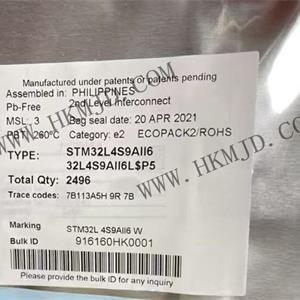 Manufactured under patents or patents pending
Assembled in: PHILIPPINES
Pb-Free 2nd Level Interconnect
MSL: 3 Bag seal date: 20 APR 2021
PBT: 260°C Category: e2 ECOPACK2/ROHS
TYPE: STM32L4S9AII6
32L4S9AII6L$P5
Total Qty: 2496
Trace codes: 7B113A5H 9R 7B
Marking STM32L 4S9AII6 W
Bulk ID 916160HK0001
Please provide the bulk ID for any inquiry
WWW.HKMJD.COM